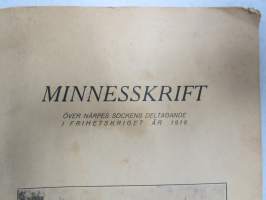 MINNESSKRIFT
ÖVER NÄRPES SOCKENS DELTAGANDE
I FRIHETSKRIGET ÅR 1918